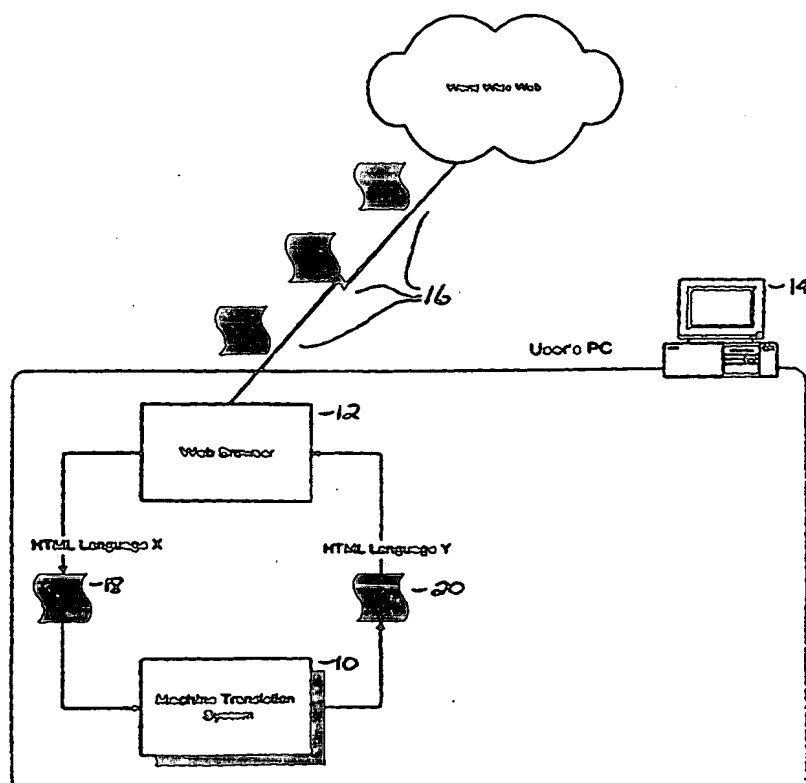 World Wide Web
16
14
User's PC
12
Web Browser
HTML Language X
HTML Language Y
18
20
10
Machine Translation
System